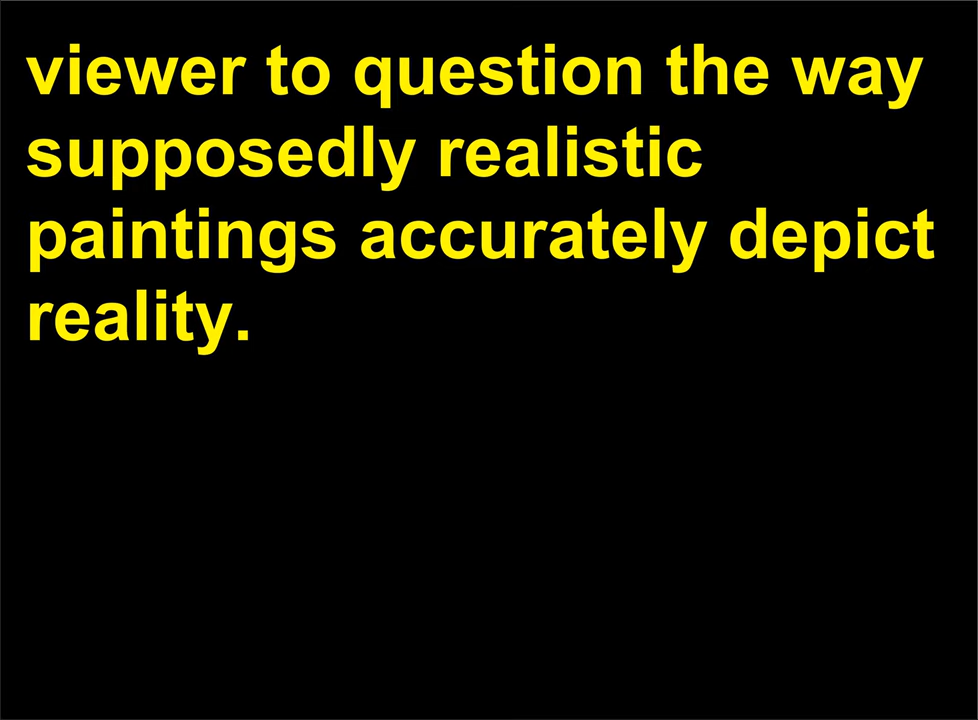 viewer to question the way
supposedly realistic
paintings accurately depict
reality.